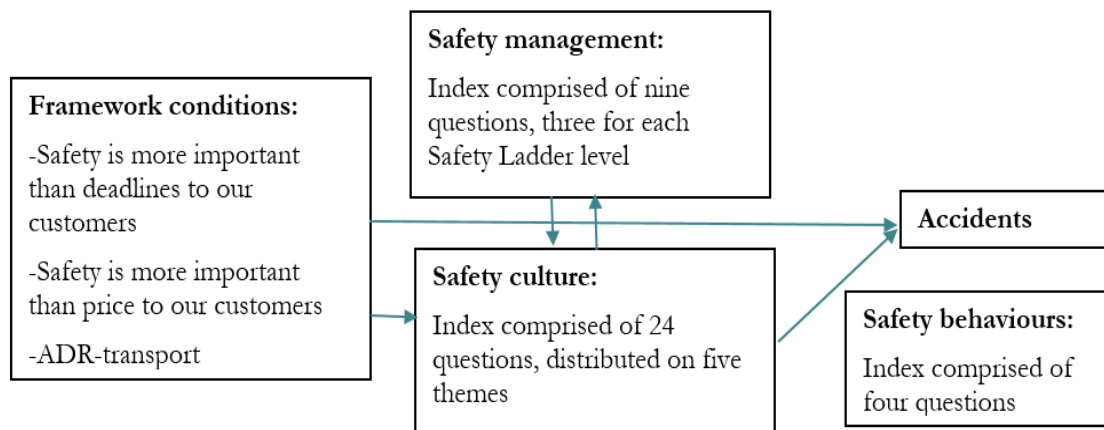 Framework conditions:
-Safety is more important
than deadlines to our
customers
-Safety is more important
than price to our customers
-ADR-transport
Safety management:
Index comprised of nine
questions, three for each
Safety Ladder level
Safety culture:
Index comprised of 24
questions, distributed on five
themes
Accidents
Safety behaviours:
Index comprised of
four questions